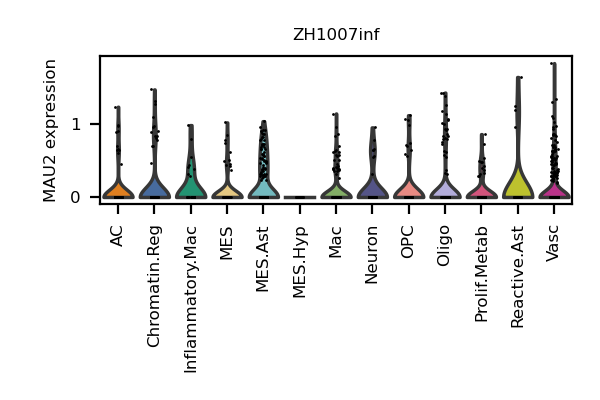 ZH1007inf
MAU2 expression
1
0
AC
Chromatin.Reg
Inflammatory.Mac
MES
MES.Ast
MES.Hyp
Mac
Neuron
OPC
Oligo
Prolif.Metab
Reactive.Ast
Vasc